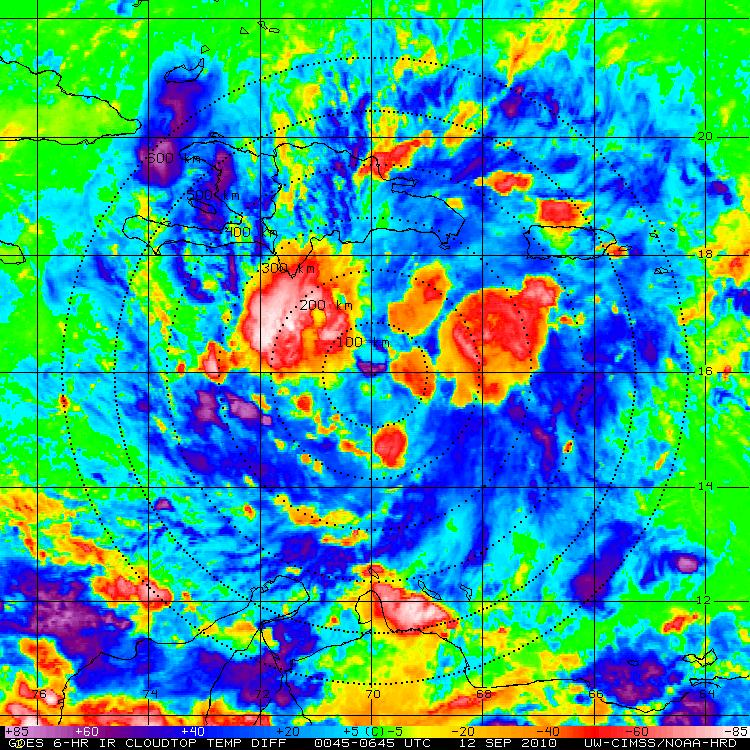 20
600 km
500 km
400 km
18
300 km
200 km
100 km
16
14
12
76 74 72 70 68 66 64
+85 +60 +40 +20 +5 (C)-5 -20 -40 -60 -85
GOES 6-HR IR CLOUDTOP TEMP DIFF 0045-0645 UTC 12 SEP 2010 UW-CIMSS/NOAA-HRD